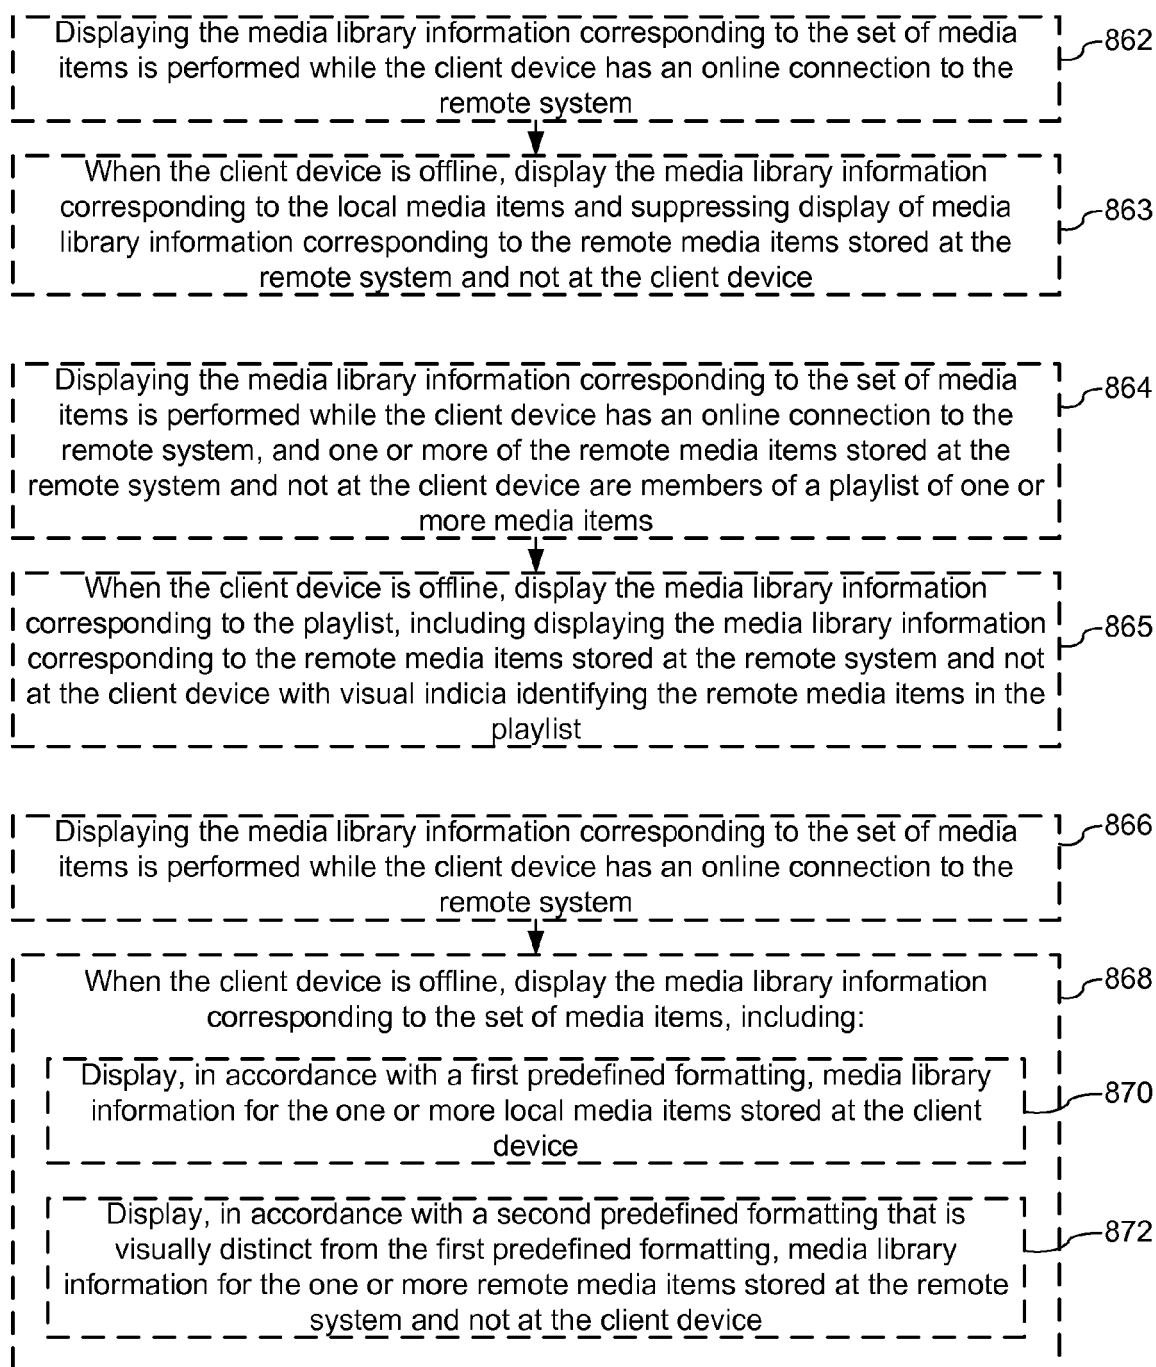 Displaying the media library information corresponding to the set of media
items is performed while the client device has an online connection to the
remote system
862
When the client device is offline, display the media library information
corresponding to the local media items and suppressing display of media
library information corresponding to the remote media items stored at the
remote system and not at the client device
863
Displaying the media library information corresponding to the set of media
items is performed while the client device has an online connection to the
remote system, and one or more of the remote media items stored at the
remote system and not at the client device are members of a playlist of one or
more media items
864
When the client device is offline, display the media library information
corresponding to the playlist, including displaying the media library information
corresponding to the remote media items stored at the remote system and not
at the client device with visual indicia identifying the remote media items in the
playlist
865
Displaying the media library information corresponding to the set of media
items is performed while the client device has an online connection to the
remote system
866
When the client device is offline, display the media library information
corresponding to the set of media items, including:
868
Display, in accordance with a first predefined formatting, media library
information for the one or more local media items stored at the client
device
870
Display, in accordance with a second predefined formatting that is
visually distinct from the first predefined formatting, media library
information for the one or more remote media items stored at the remote
system and not at the client device
872